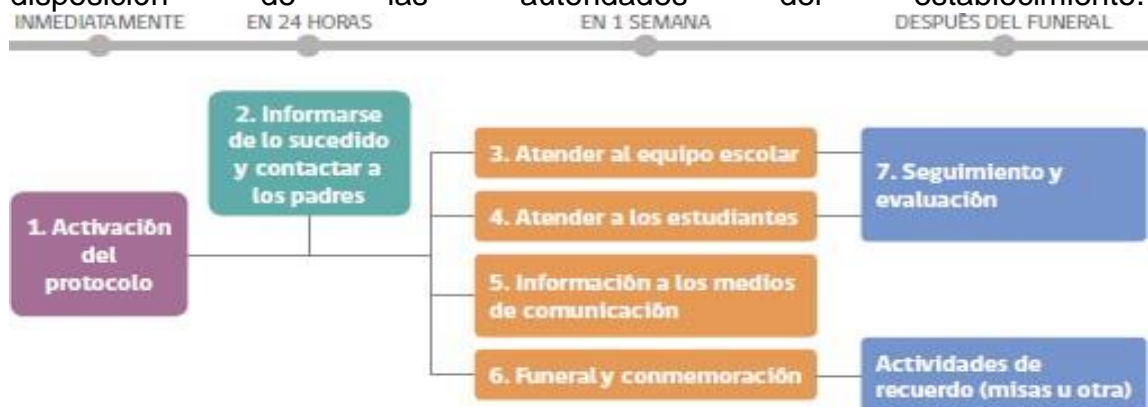 disposición de las autoridades del establecimiento.
INMEDIATAMENTE EN 24 HORAS EN 1 SEMANA DESPUÉS DEL FUNERAL
1. Activación
del
protocolo
2. Informarse
de lo sucedido
y contactar a
los padres
3. Atender al equipo escolar
4. Atender a los estudiantes
5. Información a los medios
de comunicación
6. Funeral y conmemoración
7. Seguimiento y
evaluación
Actividades de
recuerdo (misas u otra)